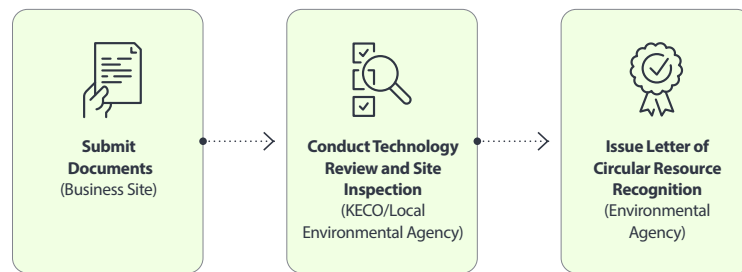 Submit
Documents
(Business Site)
Conduct Technology
Review and Site
Inspection
(KECO/Local
Environmental Agency)
Issue Letter of
Circular Resource
Recognition
(Environmental
Agency)